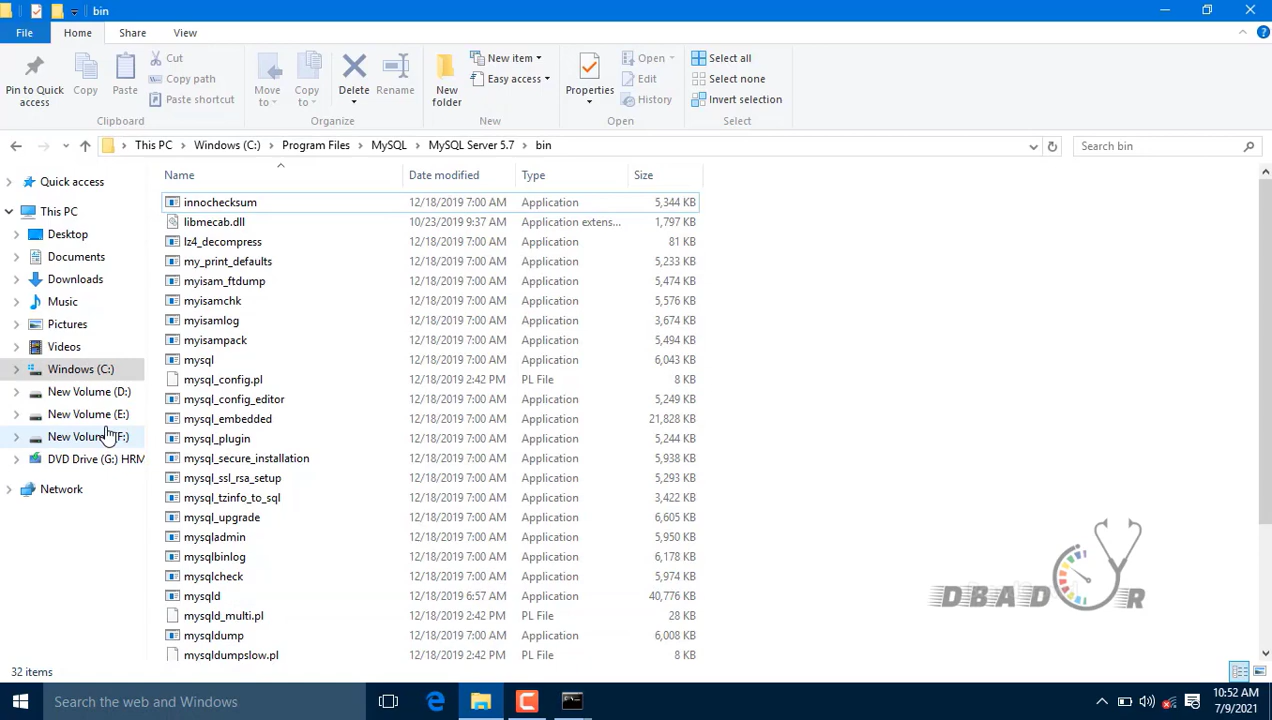 bin
File Home Share View
Pin to Quick access
Copy
Paste
Cut
Copy path
Paste shortcut
Clipboard
Move to
Copy to
Delete
Rename
Organize
New folder
New item
Easy access
New
Properties
Open
Edit
History
Open
Select all
Select none
Invert selection
Select
This PC Windows (C:) Program Files MySQL MySQL Server 5.7 bin
Search bin
Quick access
This PC
Desktop
Documents
Downloads
Music
Pictures
Videos
Windows (C:)
New Volume (D:)
New Volume (E:)
New Volume (F:)
DVD Drive (G:) HRM
Network
Name Date modified Type Size
innochecksum 12/18/2019 7:00 AM Application 5,344 KB
libmecab.dll 10/23/2019 9:37 AM Application extens... 1,797 KB
lz4_decompress 12/18/2019 7:00 AM Application 81 KB
my_print_defaults 12/18/2019 7:00 AM Application 5,233 KB
myisam_ftdump 12/18/2019 7:00 AM Application 5,474 KB
myisamchk 12/18/2019 7:00 AM Application 5,576 KB
myisamlog 12/18/2019 7:00 AM Application 3,674 KB
myisampack 12/18/2019 7:00 AM Application 5,494 KB
mysql 12/18/2019 7:00 AM Application 6,043 KB
mysql_config.pl 12/18/2019 2:42 PM PL File 8 KB
mysql_config_editor 12/18/2019 7:00 AM Application 5,249 KB
mysql_embedded 12/18/2019 7:00 AM Application 21,828 KB
mysql_plugin 12/18/2019 7:00 AM Application 5,244 KB
mysql_secure_installation 12/18/2019 7:00 AM Application 5,938 KB
mysql_ssl_rsa_setup 12/18/2019 7:00 AM Application 5,293 KB
mysql_tzinfo_to_sql 12/18/2019 7:00 AM Application 3,422 KB
mysql_upgrade 12/18/2019 7:00 AM Application 6,605 KB
mysqladmin 12/18/2019 7:00 AM Application 5,950 KB
mysqlbinlog 12/18/2019 7:00 AM Application 6,178 KB
mysqlcheck 12/18/2019 7:00 AM Application 5,974 KB
mysqld 12/18/2019 6:57 AM Application 40,776 KB
mysqld_multi.pl 12/18/2019 2:42 PM PL File 28 KB
mysqldump 12/18/2019 7:00 AM Application 6,008 KB
mysqldumpslow.pl 12/18/2019 2:42 PM PL File 8 KB
DBAD R
32 items
Search the web and Windows
10:52 AM
7/9/2021